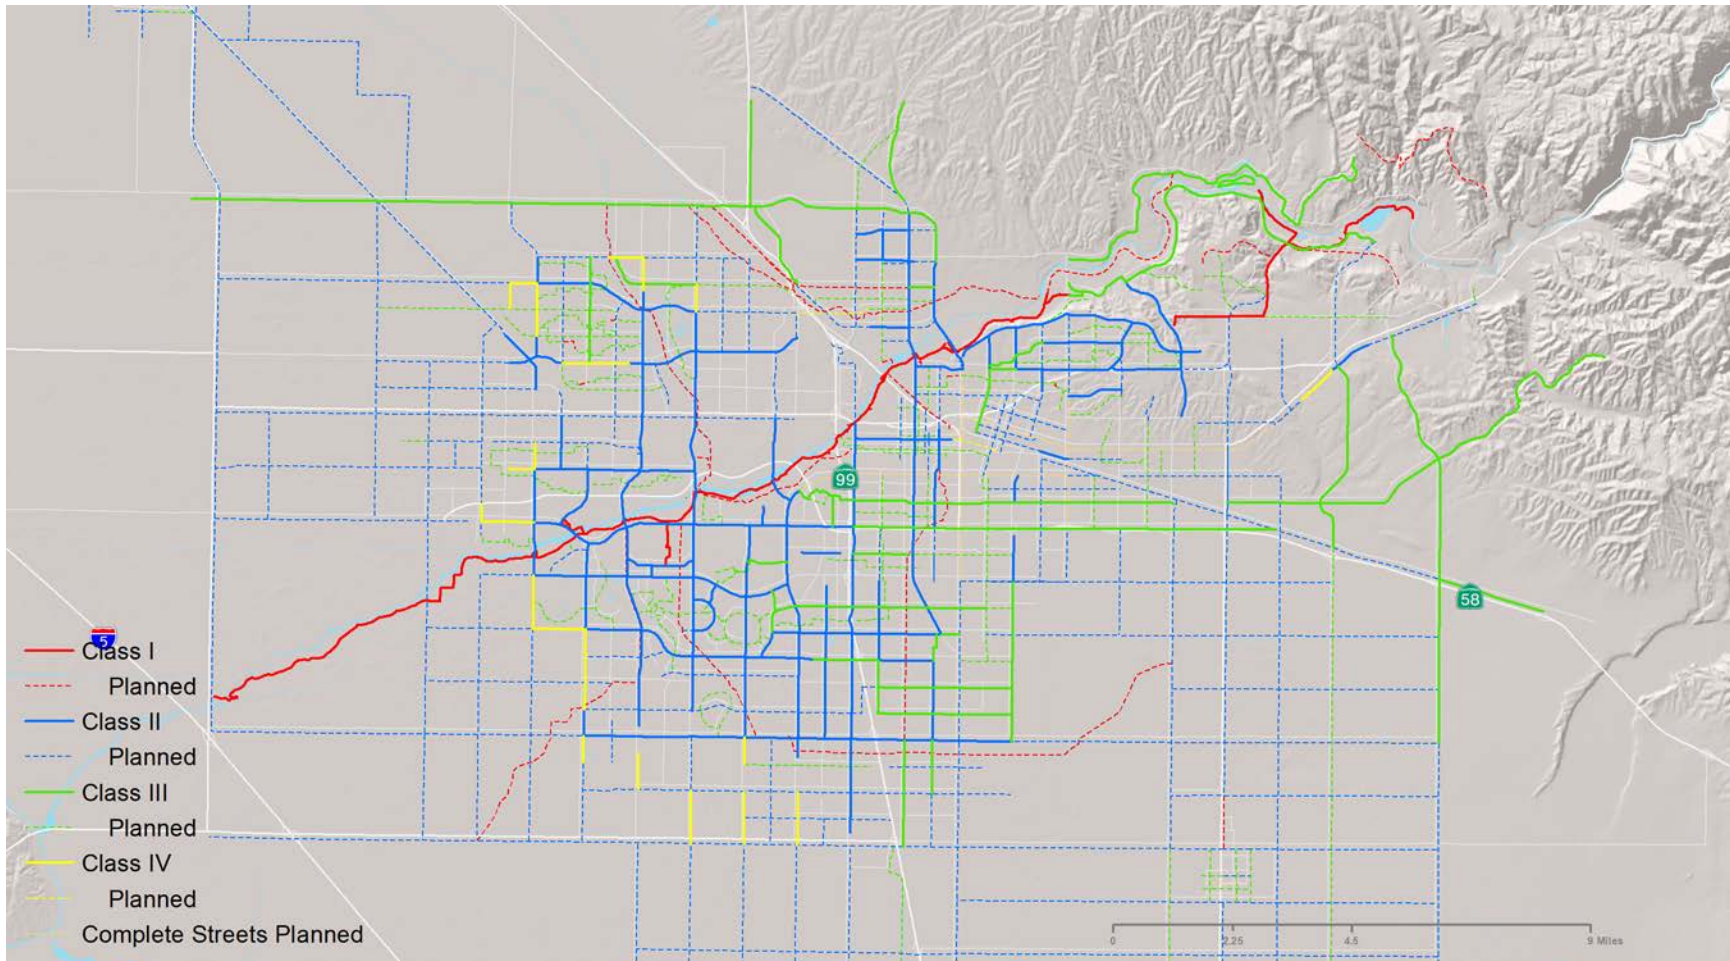 99
58
5
Class I
Planned
Class II
Planned
Class III
Planned
Class IV
Planned
Complete Streets Planned
0 2.25 4.5 9 Miles